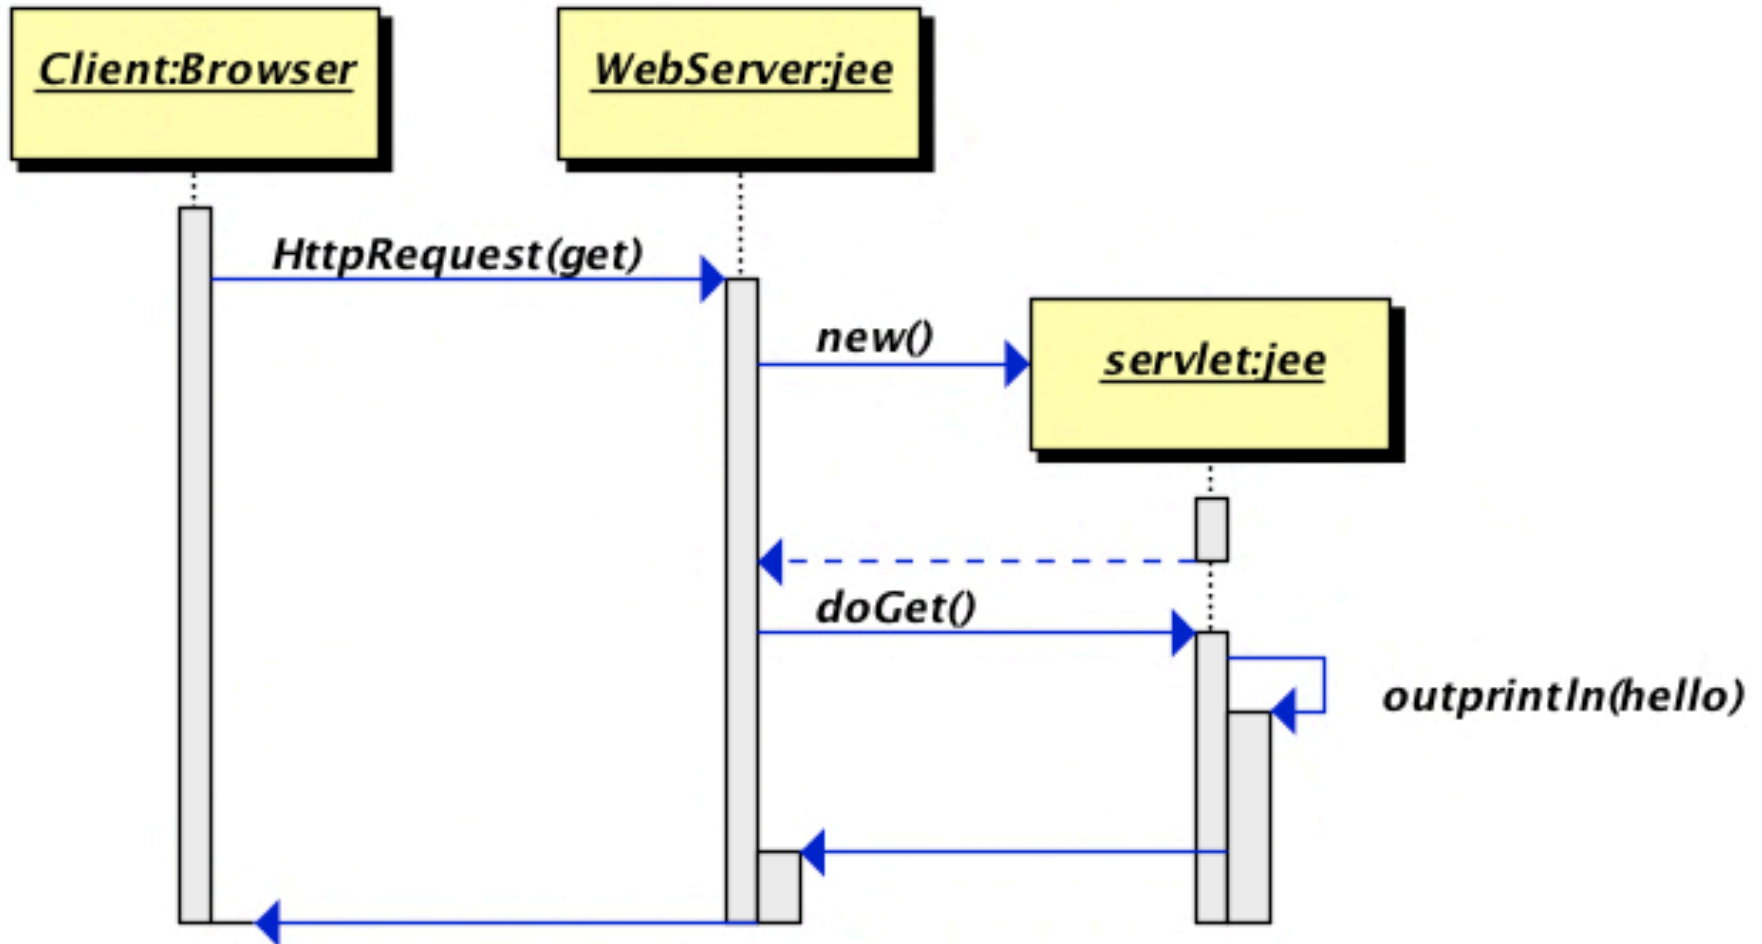 Client:Browser
WebServer:jee
HttpRequest(get)
new()
servlet:jee
doGet()
outprintln(hello)